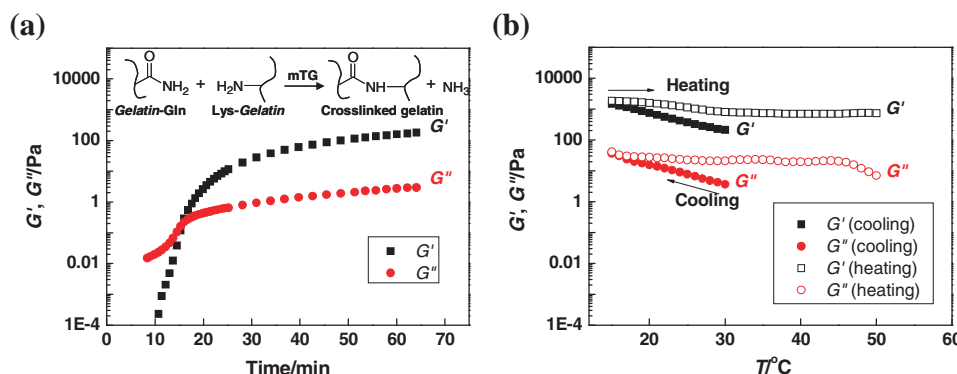 (a)
10000
100
1
0.01
1E-4
G', G"/Pa
0 10 20 30 40 50 60 70
Time/min
O
NH2 + H2N
mTG
O
NH
+ NH3
Gelatin-Gln Lys-Gelatin Crosslinked gelatin
G'
G"
G'
G"
(b)
10000
100
1
0.01
1E-4
G', G"/Pa
20 30 40 50 60
T/°C
Heating
G'
G'
G"
G"
Cooling
G' (cooling)
G" (cooling)
G' (heating)
G" (heating)